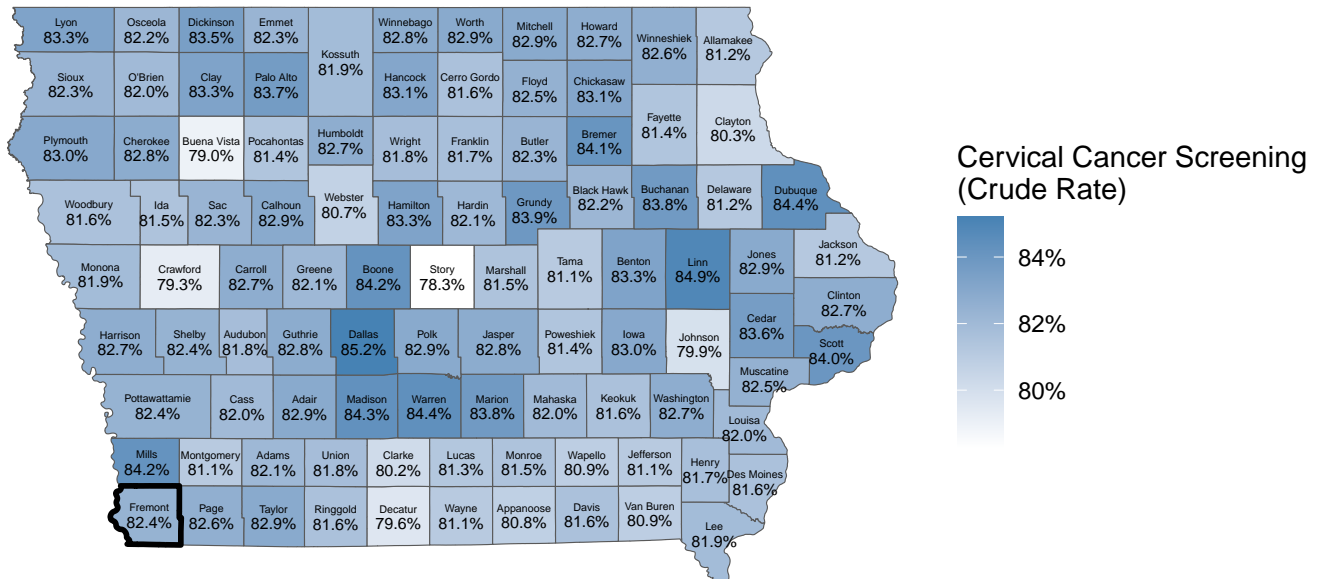 Lyon
83.3%
Osceola
82.2%
Dickinson
83.5%
Emmet
82.3%
Kossuth
81.9%
Winnebago
82.8%
Worth
82.9%
Mitchell
82.9%
Howard
82.7%
Winneshiek
82.6%
Allamakee
81.2%
Sioux
82.3%
O'Brien
82.0%
Clay
83.3%
Palo Alto
83.7%
Hancock
83.1%
Cerro Gordo
81.6%
Floyd
82.5%
Chickasaw
83.1%
Fayette
81.4%
Clayton
80.3%
Plymouth
83.0%
Cherokee
82.8%
Buena Vista
79.0%
Pocahontas
81.4%
Humboldt
82.7%
Wright
81.8%
Franklin
81.7%
Butler
82.3%
Bremer
84.1%
Woodbury
81.6%
Ida
81.5%
Sac
82.3%
Calhoun
82.9%
Webster
80.7%
Hamilton
83.3%
Hardin
82.1%
Grundy
83.9%
Black Hawk
82.2%
Buchanan
83.8%
Delaware
81.2%
Dubuque
84.4%
Monona
81.9%
Crawford
79.3%
Carroll
82.7%
Greene
82.1%
Boone
84.2%
Story
78.3%
Marshall
81.5%
Tama
81.1%
Benton
83.3%
Linn
84.9%
Jones
82.9%
Jackson
81.2%
Clinton
82.7%
Harrison
82.7%
Shelby
82.4%
Audubon
81.8%
Guthrie
82.8%
Dallas
85.2%
Polk
82.9%
Jasper
82.8%
Poweshiek
81.4%
Iowa
83.0%
Johnson
79.9%
Cedar
83.6%
Scott
84.0%
Muscatine
82.5%
Pottawattamie
82.4%
Cass
82.0%
Adair
82.9%
Madison
84.3%
Warren
84.4%
Marion
83.8%
Mahaska
82.0%
Keokuk
81.6%
Washington
82.7%
Louisa
82.0%
Mills
84.2%
Montgomery
81.1%
Adams
82.1%
Union
81.8%
Clarke
80.2%
Lucas
81.3%
Monroe
81.5%
Wapello
80.9%
Jefferson
81.1%
Henry
81.7%
Des Moines
81.6%
Fremont
82.4%
Page
82.6%
Taylor
82.9%
Ringgold
81.6%
Decatur
79.6%
Wayne
81.1%
Appanoose
80.8%
Davis
81.6%
Van Buren
80.9%
Lee
81.9%
Cervical Cancer Screening
(Crude Rate)
84%
82%
80%